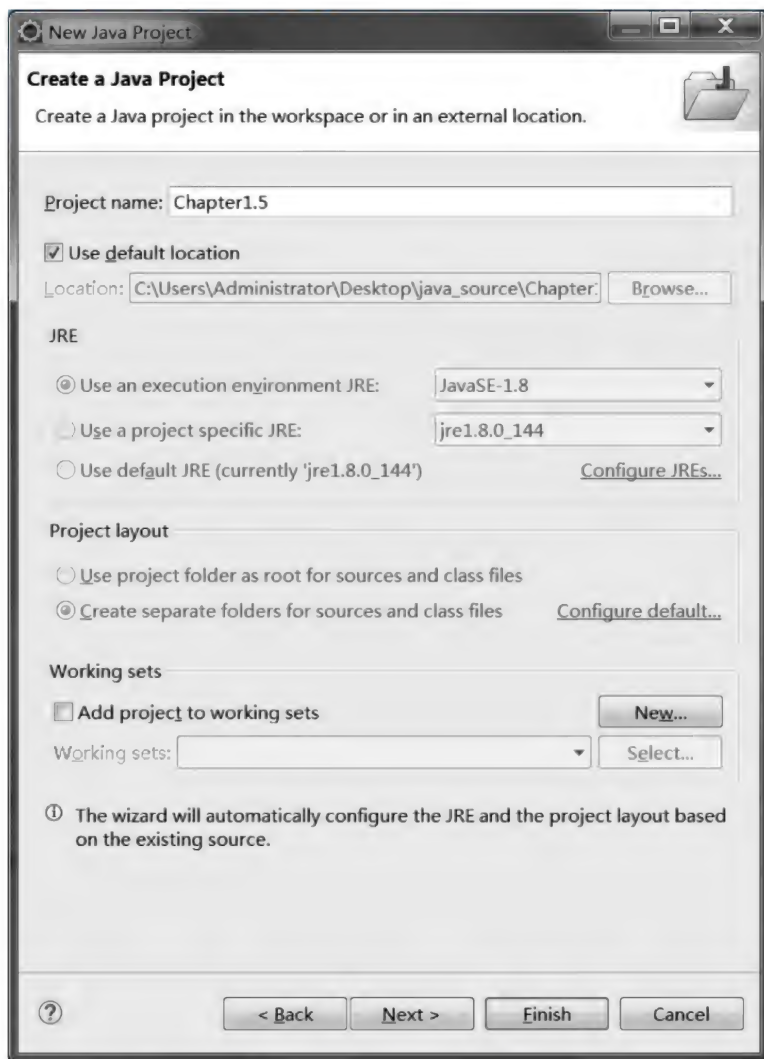 New Java Project
Create a Java Project
Create a Java project in the workspace or in an external location.
Project name: Chapter1.5
Use default location
Location: C:\Users\Administrator\Desktop\java_source\Chapter Browse...
JRE
Use an execution environment JRE: JavaSE-1.8
Use a project specific JRE: jre1.8.0_144
Use default JRE (currently 'jre1.8.0_144') Configure JREs...
Project layout
Use project folder as root for sources and class files
Create separate folders for sources and class files Configure default...
Working sets
Add project to working sets New...
Working sets: Select...
The wizard will automatically configure the JRE and the project layout based
on the existing source.
? < Back Next > Finish Cancel